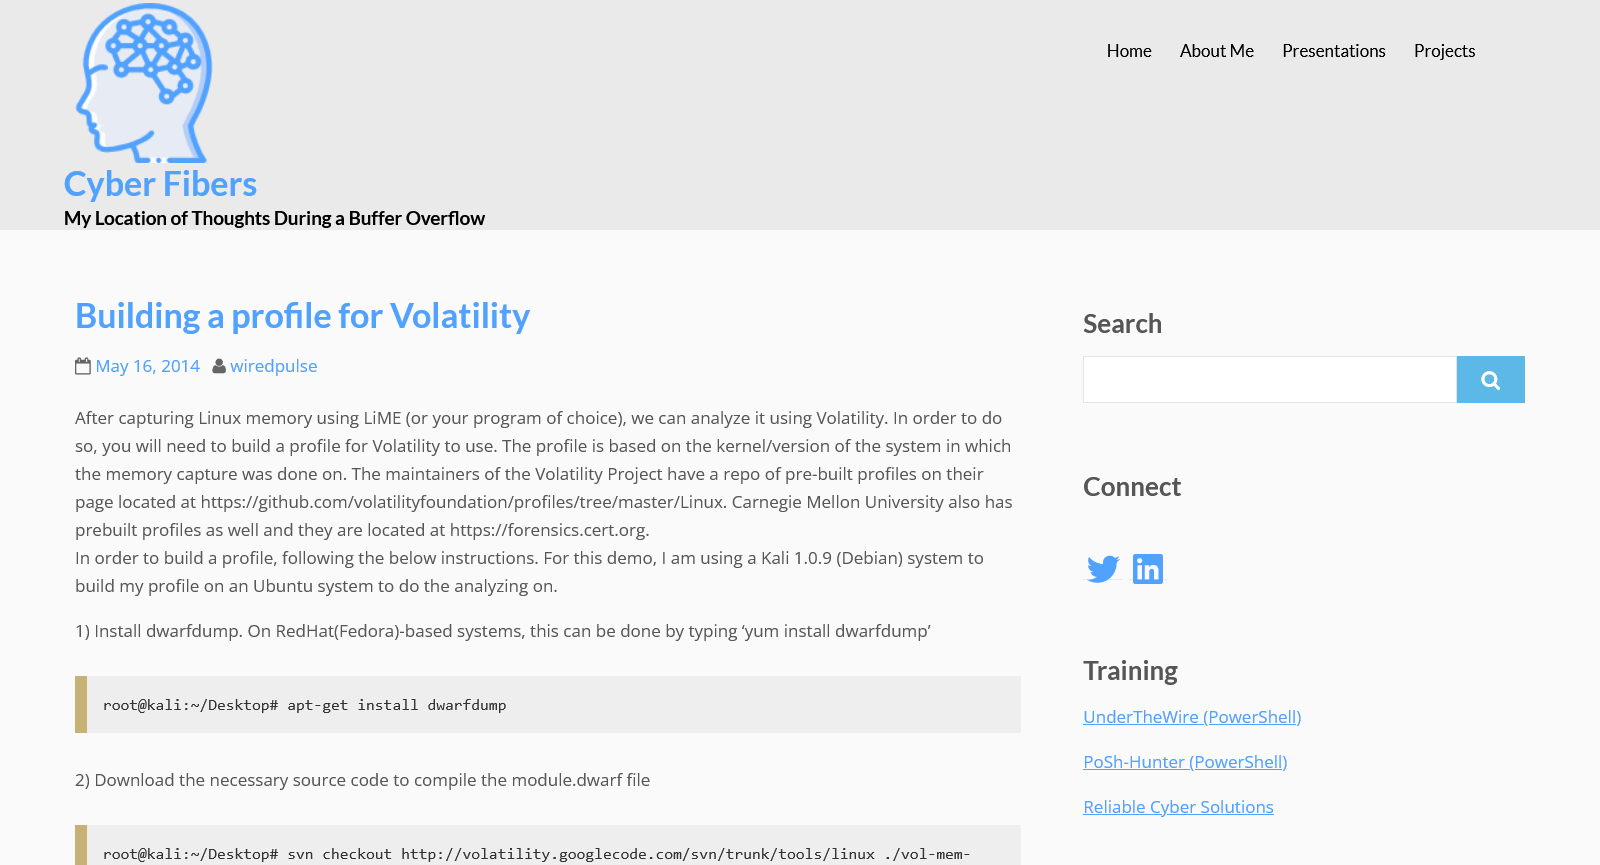 Home About Me Presentations Projects
Cyber Fibers
My Location of Thoughts During a Buffer Overflow
Building a profile for Volatility
May 16, 2014 wiredpulse
After capturing Linux memory using LiME (or your program of choice), we can analyze it using Volatility. In order to do
so, you will need to build a profile for Volatility to use. The profile is based on the kernel/version of the system in which
the memory capture was done on. The maintainers of the Volatility Project have a repo of pre-built profiles on their
page located at https://github.com/volatilityfoundation/profiles/tree/master/Linux. Carnegie Mellon University also has
prebuilt profiles as well and they are located at https://forensics.cert.org.
In order to build a profile, following the below instructions. For this demo, I am using a Kali 1.0.9 (Debian) system to
build my profile on an Ubuntu system to do the analyzing on.
1) Install dwarfdump. On RedHat(Fedora)-based systems, this can be done by typing ‘yum install dwarfdump’
root@kali:~/Desktop# apt-get install dwarfdump
2) Download the necessary source code to compile the module.dwarf file
root@kali:~/Desktop# svn checkout http://volatility.googlecode.com/svn/trunk/tools/linux ./vol-mem-
Search
Connect
Training
UnderTheWire (PowerShell)
PoSh-Hunter (PowerShell)
Reliable Cyber Solutions